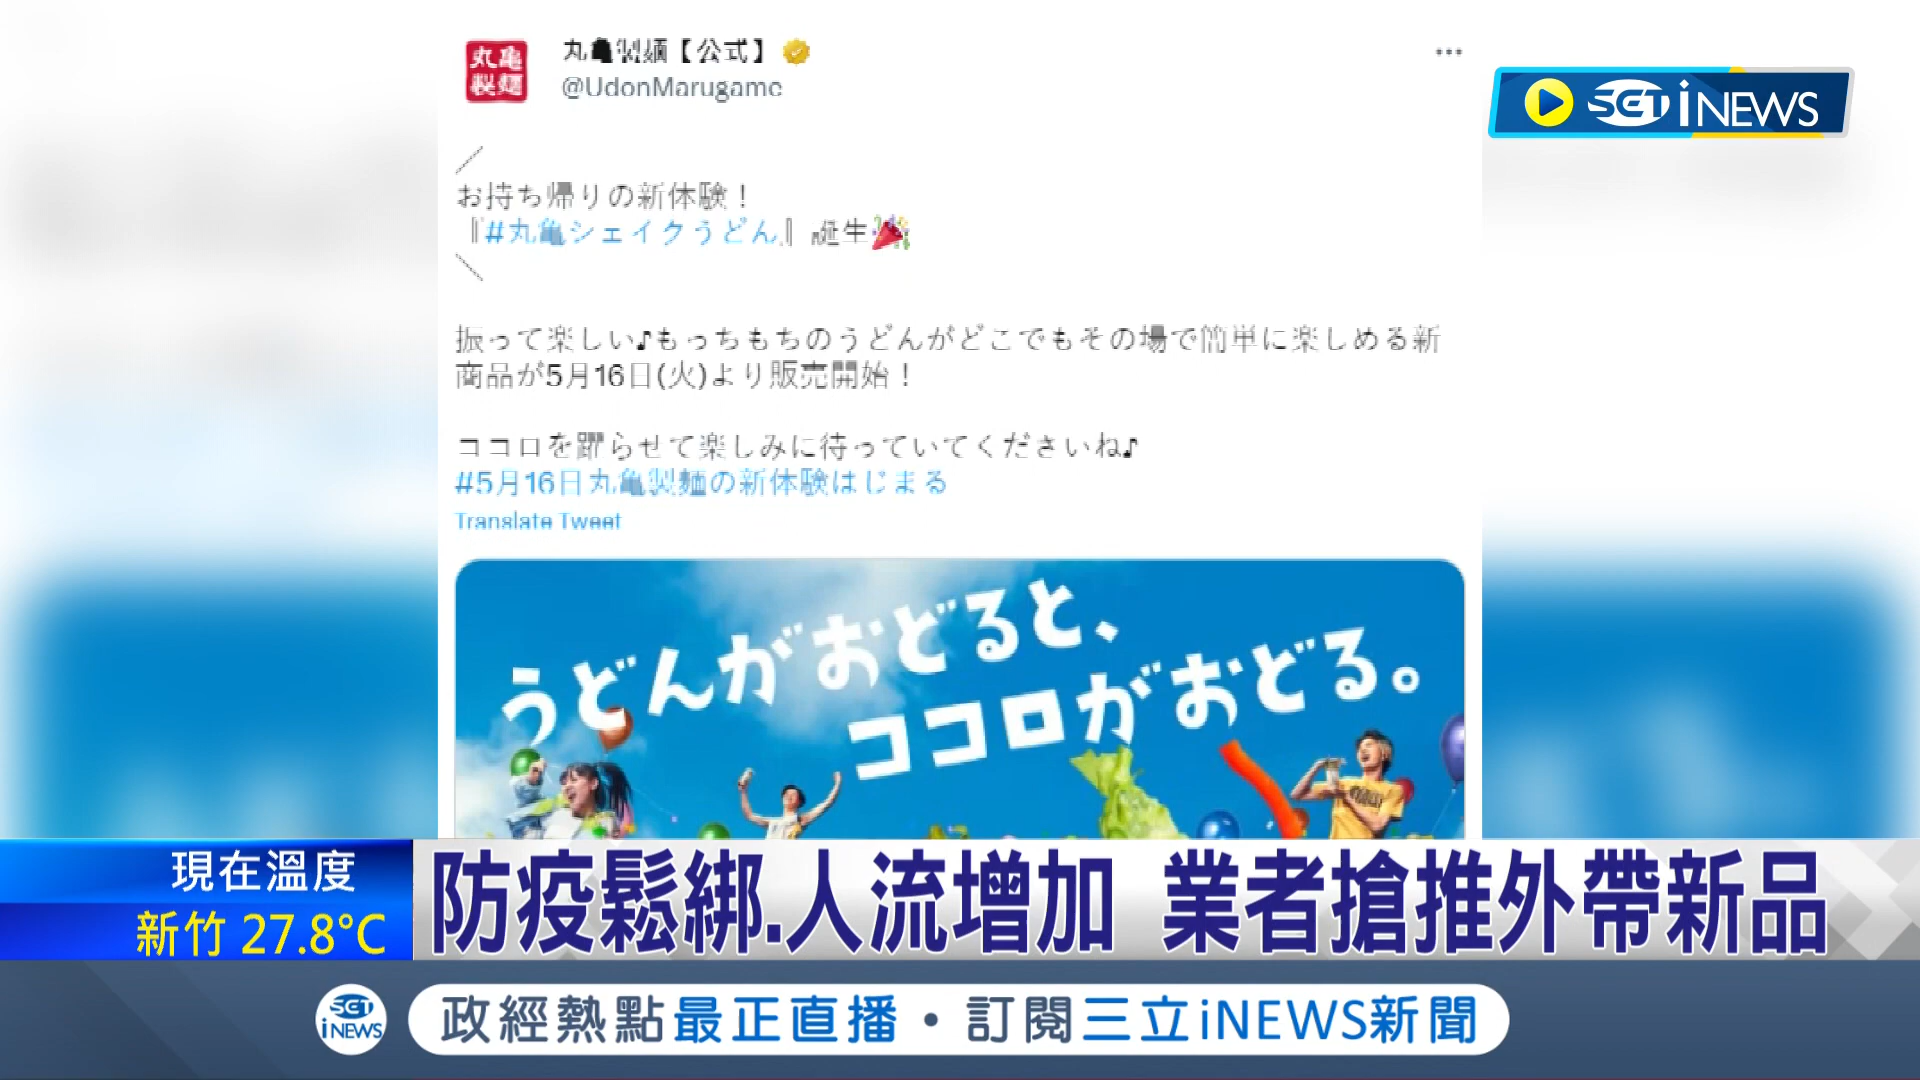 丸亀製麺
丸亀製麺【公式】
@UdonMarugame
SET iNEWS
／
お持ち帰りの新体験！
『#丸亀シェイクうどん』誕生🎉
＼
振って楽しい♪もっちもちのうどんがどこでもその場で簡単に楽しめる新
商品が5月16日(火)より販売開始！
ココロを躍らせて楽しみに待っていてくださいね♪
#5月16日丸亀製麺の新体験はじまる
Translate Tweet
うどんがおどると、
ココロがおどる。
現在溫度
新竹 27.8°C
防疫鬆綁.人流增加 業者搶推外帶新品
SET iNEWS
政經熱點最正直播・訂閱三立iNEWS新聞